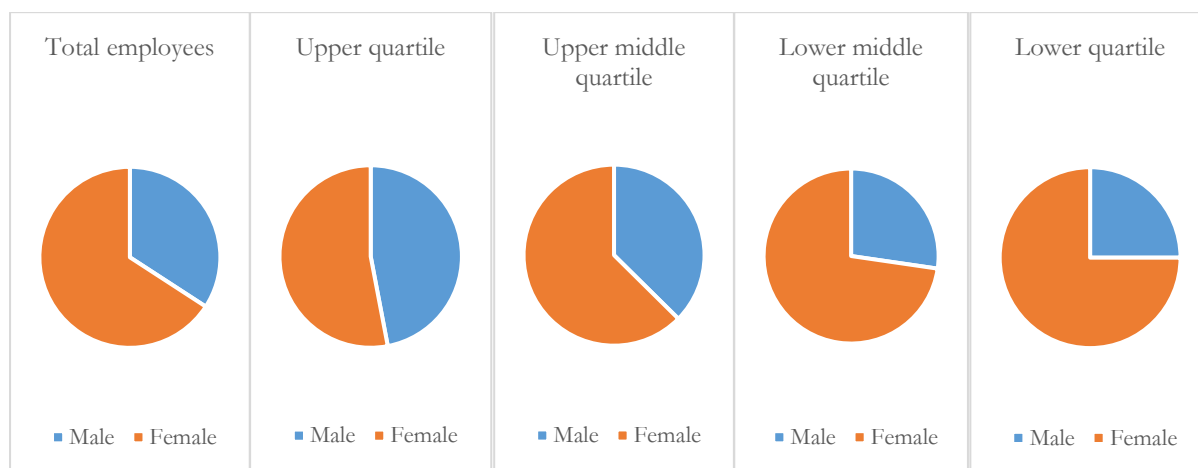 Total employees
Male Female
Upper quartile
Male Female
Upper middle
quartile
Male Female
Lower middle
quartile
Male Female
Lower quartile
Male Female